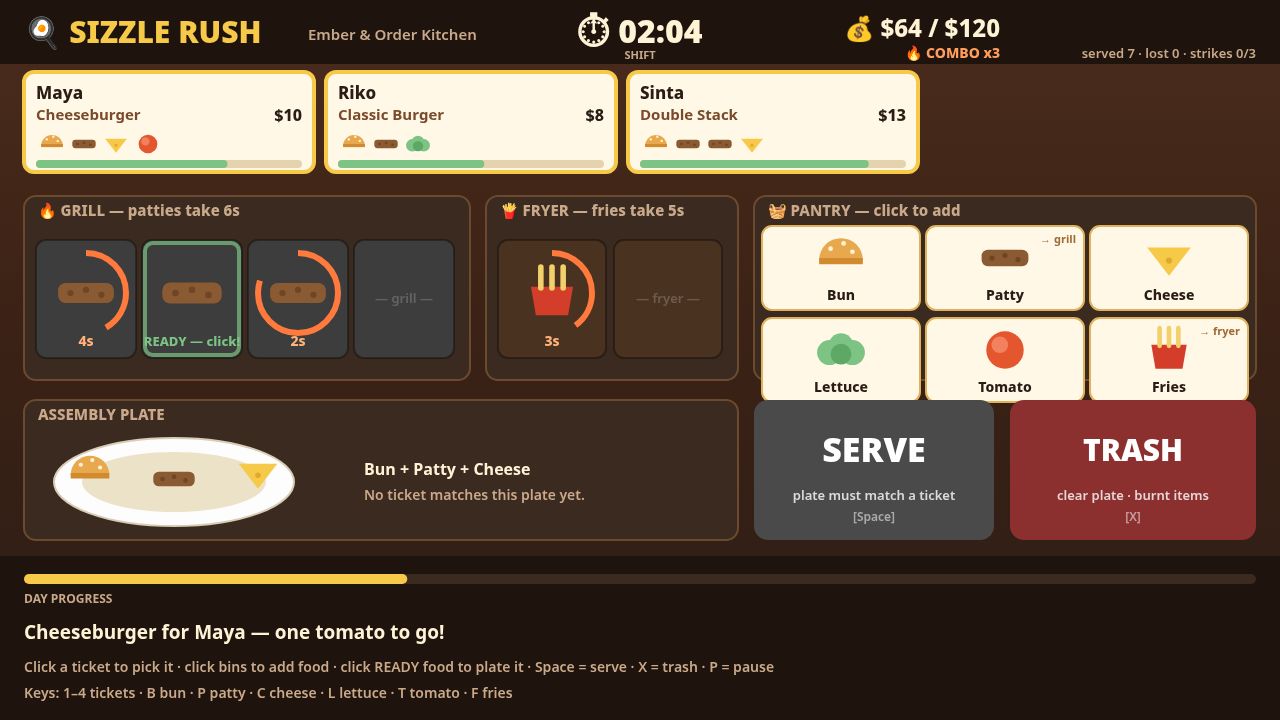 🍳 SIZZLE RUSH
Ember & Order Kitchen
⏱ 02:04
SHIFT
💰 $64 / $120
🔥 COMBO x3
served 7 · lost 0 · strikes 0/3
Maya
Cheeseburger $10
Riko
Classic Burger $8
Sinta
Double Stack $13
🔥 GRILL — patties take 6s
4s
READY — click!
2s
— grill —
🍟 FRYER — fries take 5s
3s
— fryer —
🧺 PANTRY — click to add
Bun
→ grill
Patty
Cheese
Lettuce
Tomato
→ fryer
Fries
ASSEMBLY PLATE
Bun + Patty + Cheese
No ticket matches this plate yet.
SERVE
plate must match a ticket
[Space]
TRASH
clear plate · burnt items
[X]
DAY PROGRESS
Cheeseburger for Maya — one tomato to go!
Click a ticket to pick it · click bins to add food · click READY food to plate it · Space = serve · X = trash · P = pause
Keys: 1–4 tickets · B bun · P patty · C cheese · L lettuce · T tomato · F fries